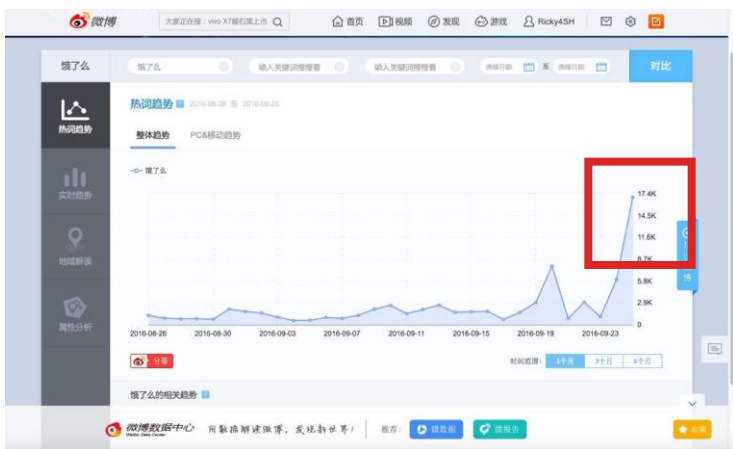 微博
大家正在搜：vivo X7曜石黑上市
首页
视频
发现
游戏
Ricky4SH
饿了么
饿了么
输入关键词搜搜看
输入关键词搜搜看
选择日期
至
选择日期
对比
热词趋势
热词趋势 2016-08-26 至 2016-09-25
整体趋势 PC&移动趋势
实时趋势
地域解读
属性分析
饿了么
17.4K
14.5K
11.6K
8.7K
5.8K
2.9K
0
2016-08-26 2016-08-30 2016-09-03 2016-09-07 2016-09-11 2016-09-15 2016-09-19 2016-09-23
分享
时间范围： 1个月 3个月 6个月
饿了么的相关趋势
微博数据中心
Weibo Data Center
用数据解读微博，发现新世界！
推荐：
微数据
微报告